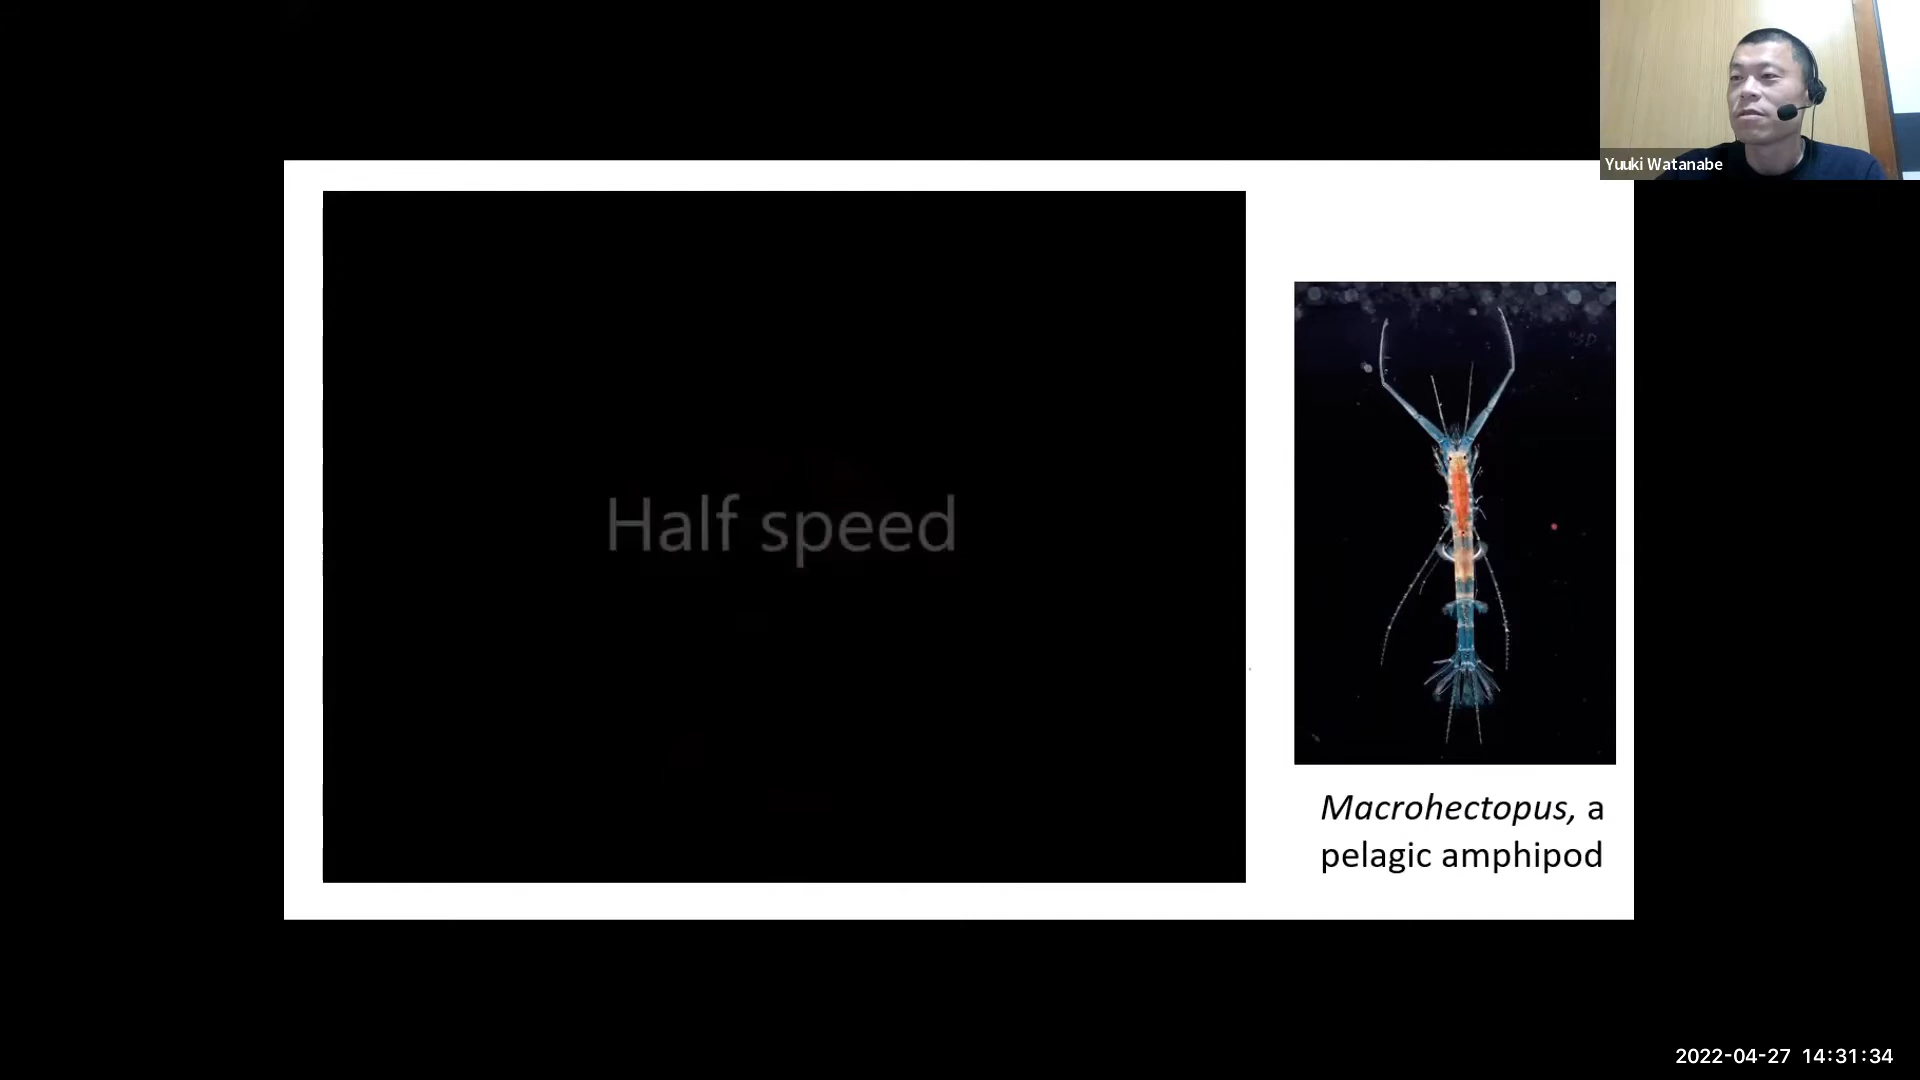 Yuuki Watanabe
Half speed
Macrohectopus, a
pelagic amphipod
2022-04-27 14:31:34